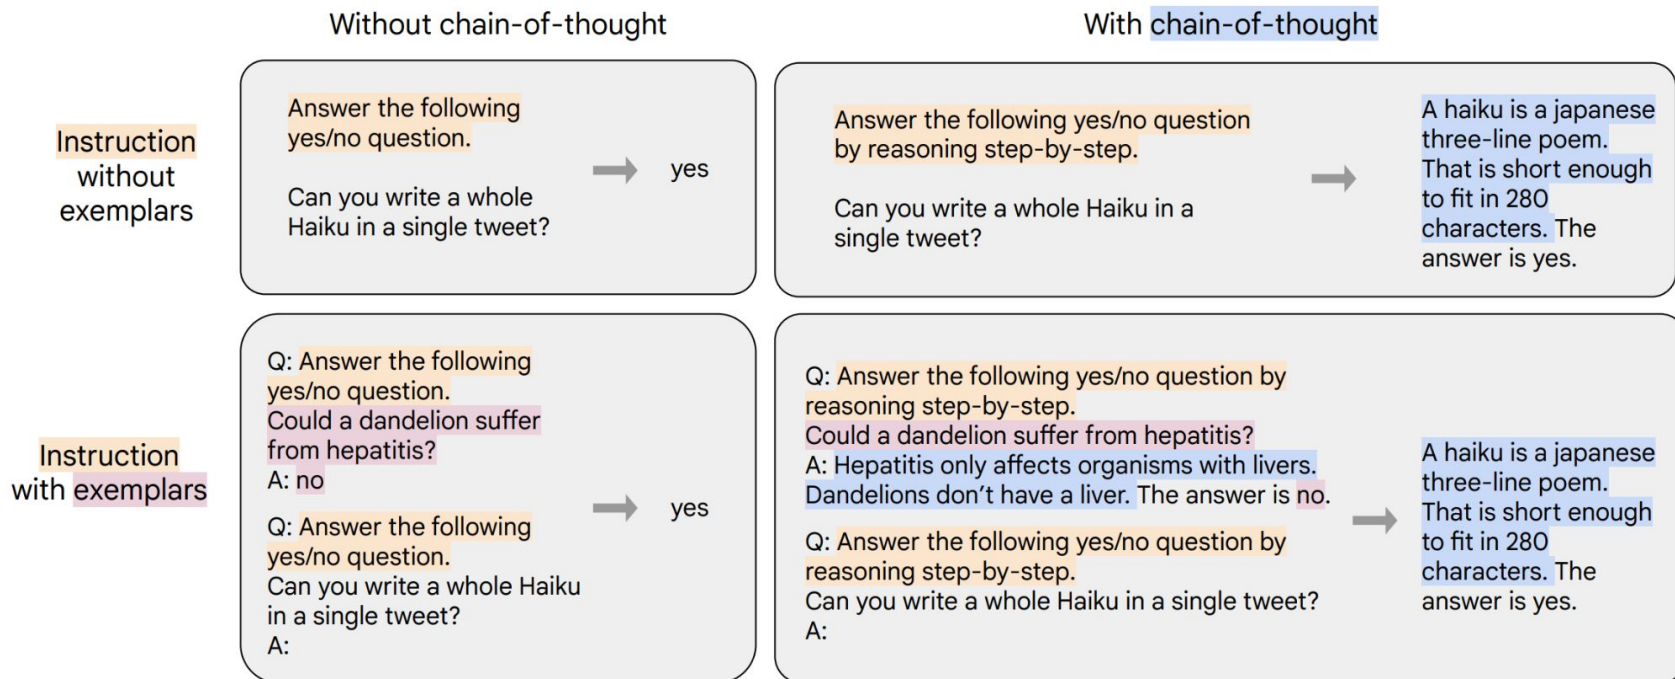 Without chain-of-thought
With chain-of-thought
Instruction
without
exemplars
Answer the following
yes/no question.
Can you write a whole
Haiku in a single tweet?
yes
Answer the following yes/no question
by reasoning step-by-step.
Can you write a whole Haiku in a
single tweet?
A haiku is a japanese
three-line poem.
That is short enough
to fit in 280
characters. The
answer is yes.
Instruction
with exemplars
Q: Answer the following
yes/no question.
Could a dandelion suffer
from hepatitis?
A: no
Q: Answer the following
yes/no question.
Can you write a whole Haiku
in a single tweet?
A:
yes
Q: Answer the following yes/no question by
reasoning step-by-step.
Could a dandelion suffer from hepatitis?
A: Hepatitis only affects organisms with livers.
Dandelions don't have a liver. The answer is no.
Q: Answer the following yes/no question by
reasoning step-by-step.
Can you write a whole Haiku in a single tweet?
A:
A haiku is a japanese
three-line poem.
That is short enough
to fit in 280
characters. The
answer is yes.